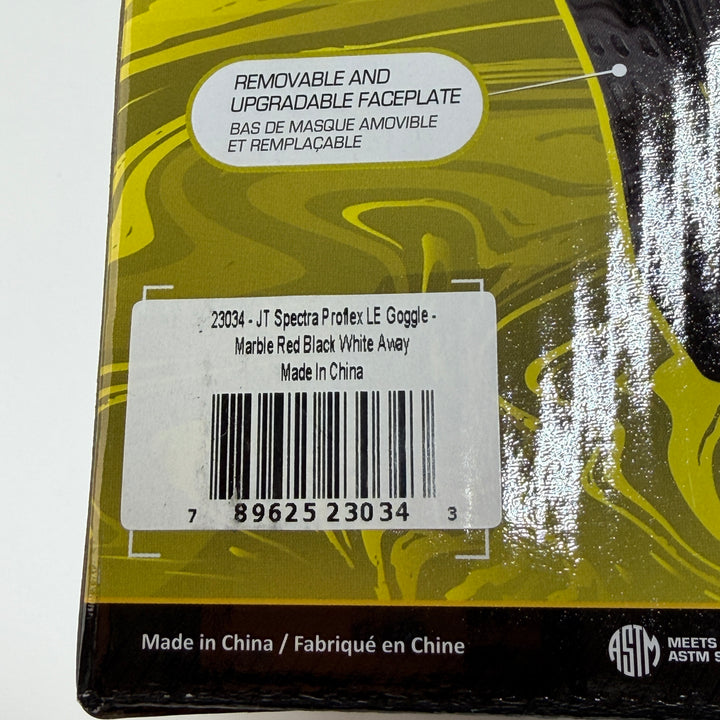 REMOVABLE AND
UPGRADABLE FACEPLATE
BAS DE MASQUE AMOVIBLE
ET REMPLAÇABLE
23034 - JT Spectra Proflex LE Goggle -
Marble Red Black White Away
Made In China
7 89625 23034 3
Made in China / Fabriqué en Chine
ASTM
MEETS
ASTM S